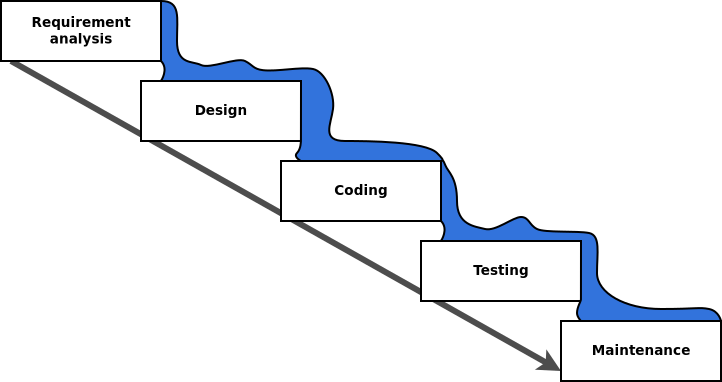 Requirement
analysis
Design
Coding
Testing
Maintenance